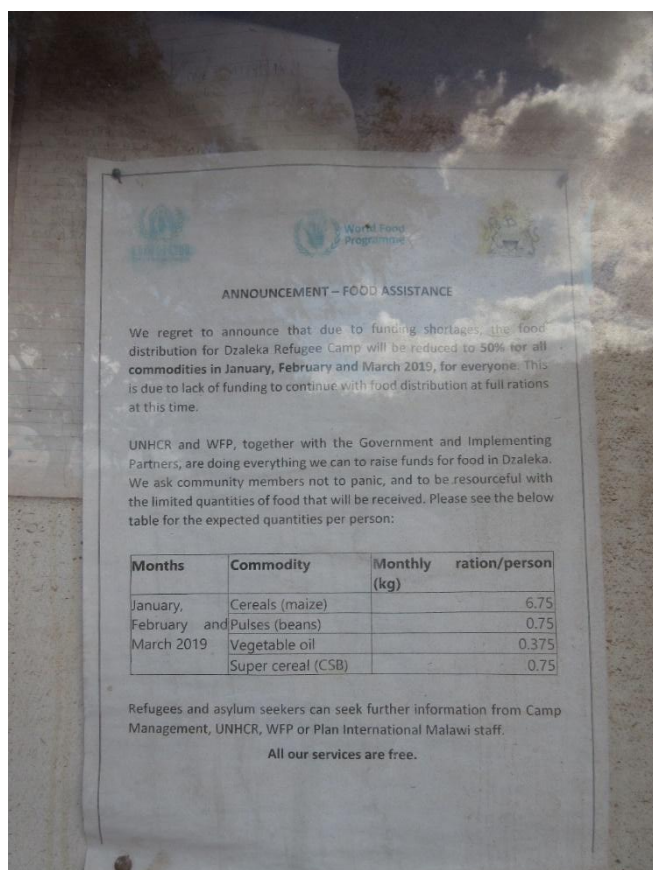 UNHCR
World Food
Programme
ANNOUNCEMENT – FOOD ASSISTANCE
We regret to announce that due to funding shortages, the food
distribution for Dzaleka Refugee Camp will be reduced to 50% for all
commodities in January, February and March 2019, for everyone. This
is due to lack of funding to continue with food distribution at full rations
at this time.
UNHCR and WFP, together with the Government and Implementing
Partners, are doing everything we can to raise funds for food in Dzaleka.
We ask community members not to panic, and to be resourceful with
the limited quantities of food that will be received. Please see the below
table for the expected quantities per person:
Months Commodity Monthly ration/person
(kg)
January, Cereals (maize) 6.75
February and Pulses (beans) 0.75
March 2019 Vegetable oil 0.375
Super cereal (CSB) 0.75
Refugees and asylum seekers can seek further information from Camp
Management, UNHCR, WFP or Plan International Malawi staff.
All our services are free.